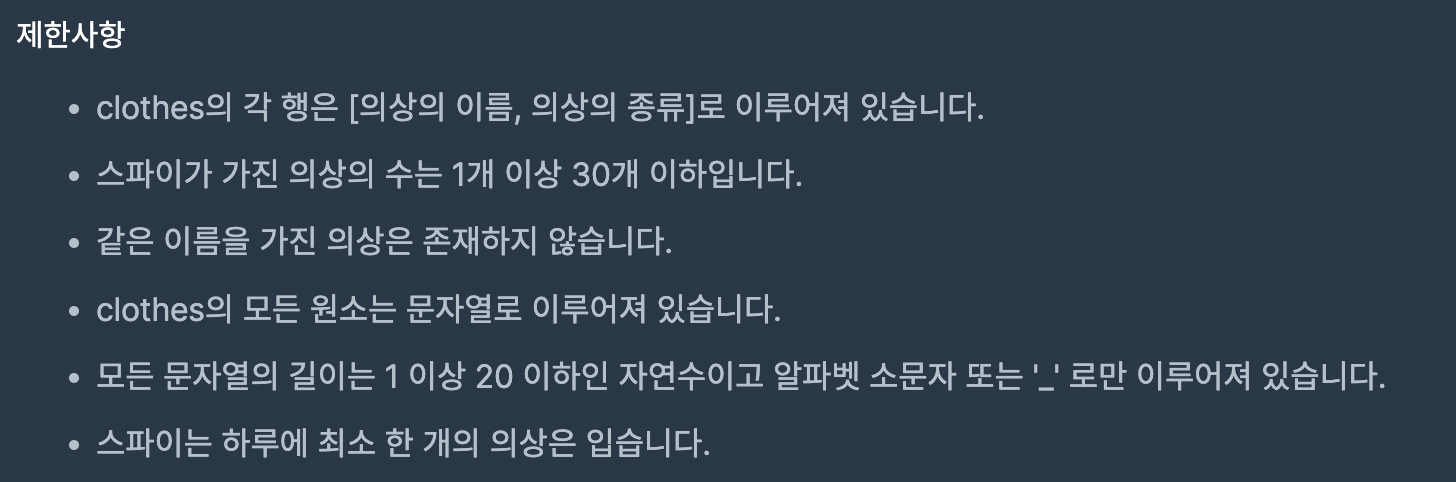 제한사항
• clothes의 각 행은 [의상의 이름, 의상의 종류]로 이루어져 있습니다.
• 스파이가 가진 의상의 수는 1개 이상 30개 이하입니다.
• 같은 이름을 가진 의상은 존재하지 않습니다.
• clothes의 모든 원소는 문자열로 이루어져 있습니다.
• 모든 문자열의 길이는 1 이상 20 이하인 자연수이고 알파벳 소문자 또는 '_' 로만 이루어져 있습니다.
• 스파이는 하루에 최소 한 개의 의상은 입습니다.